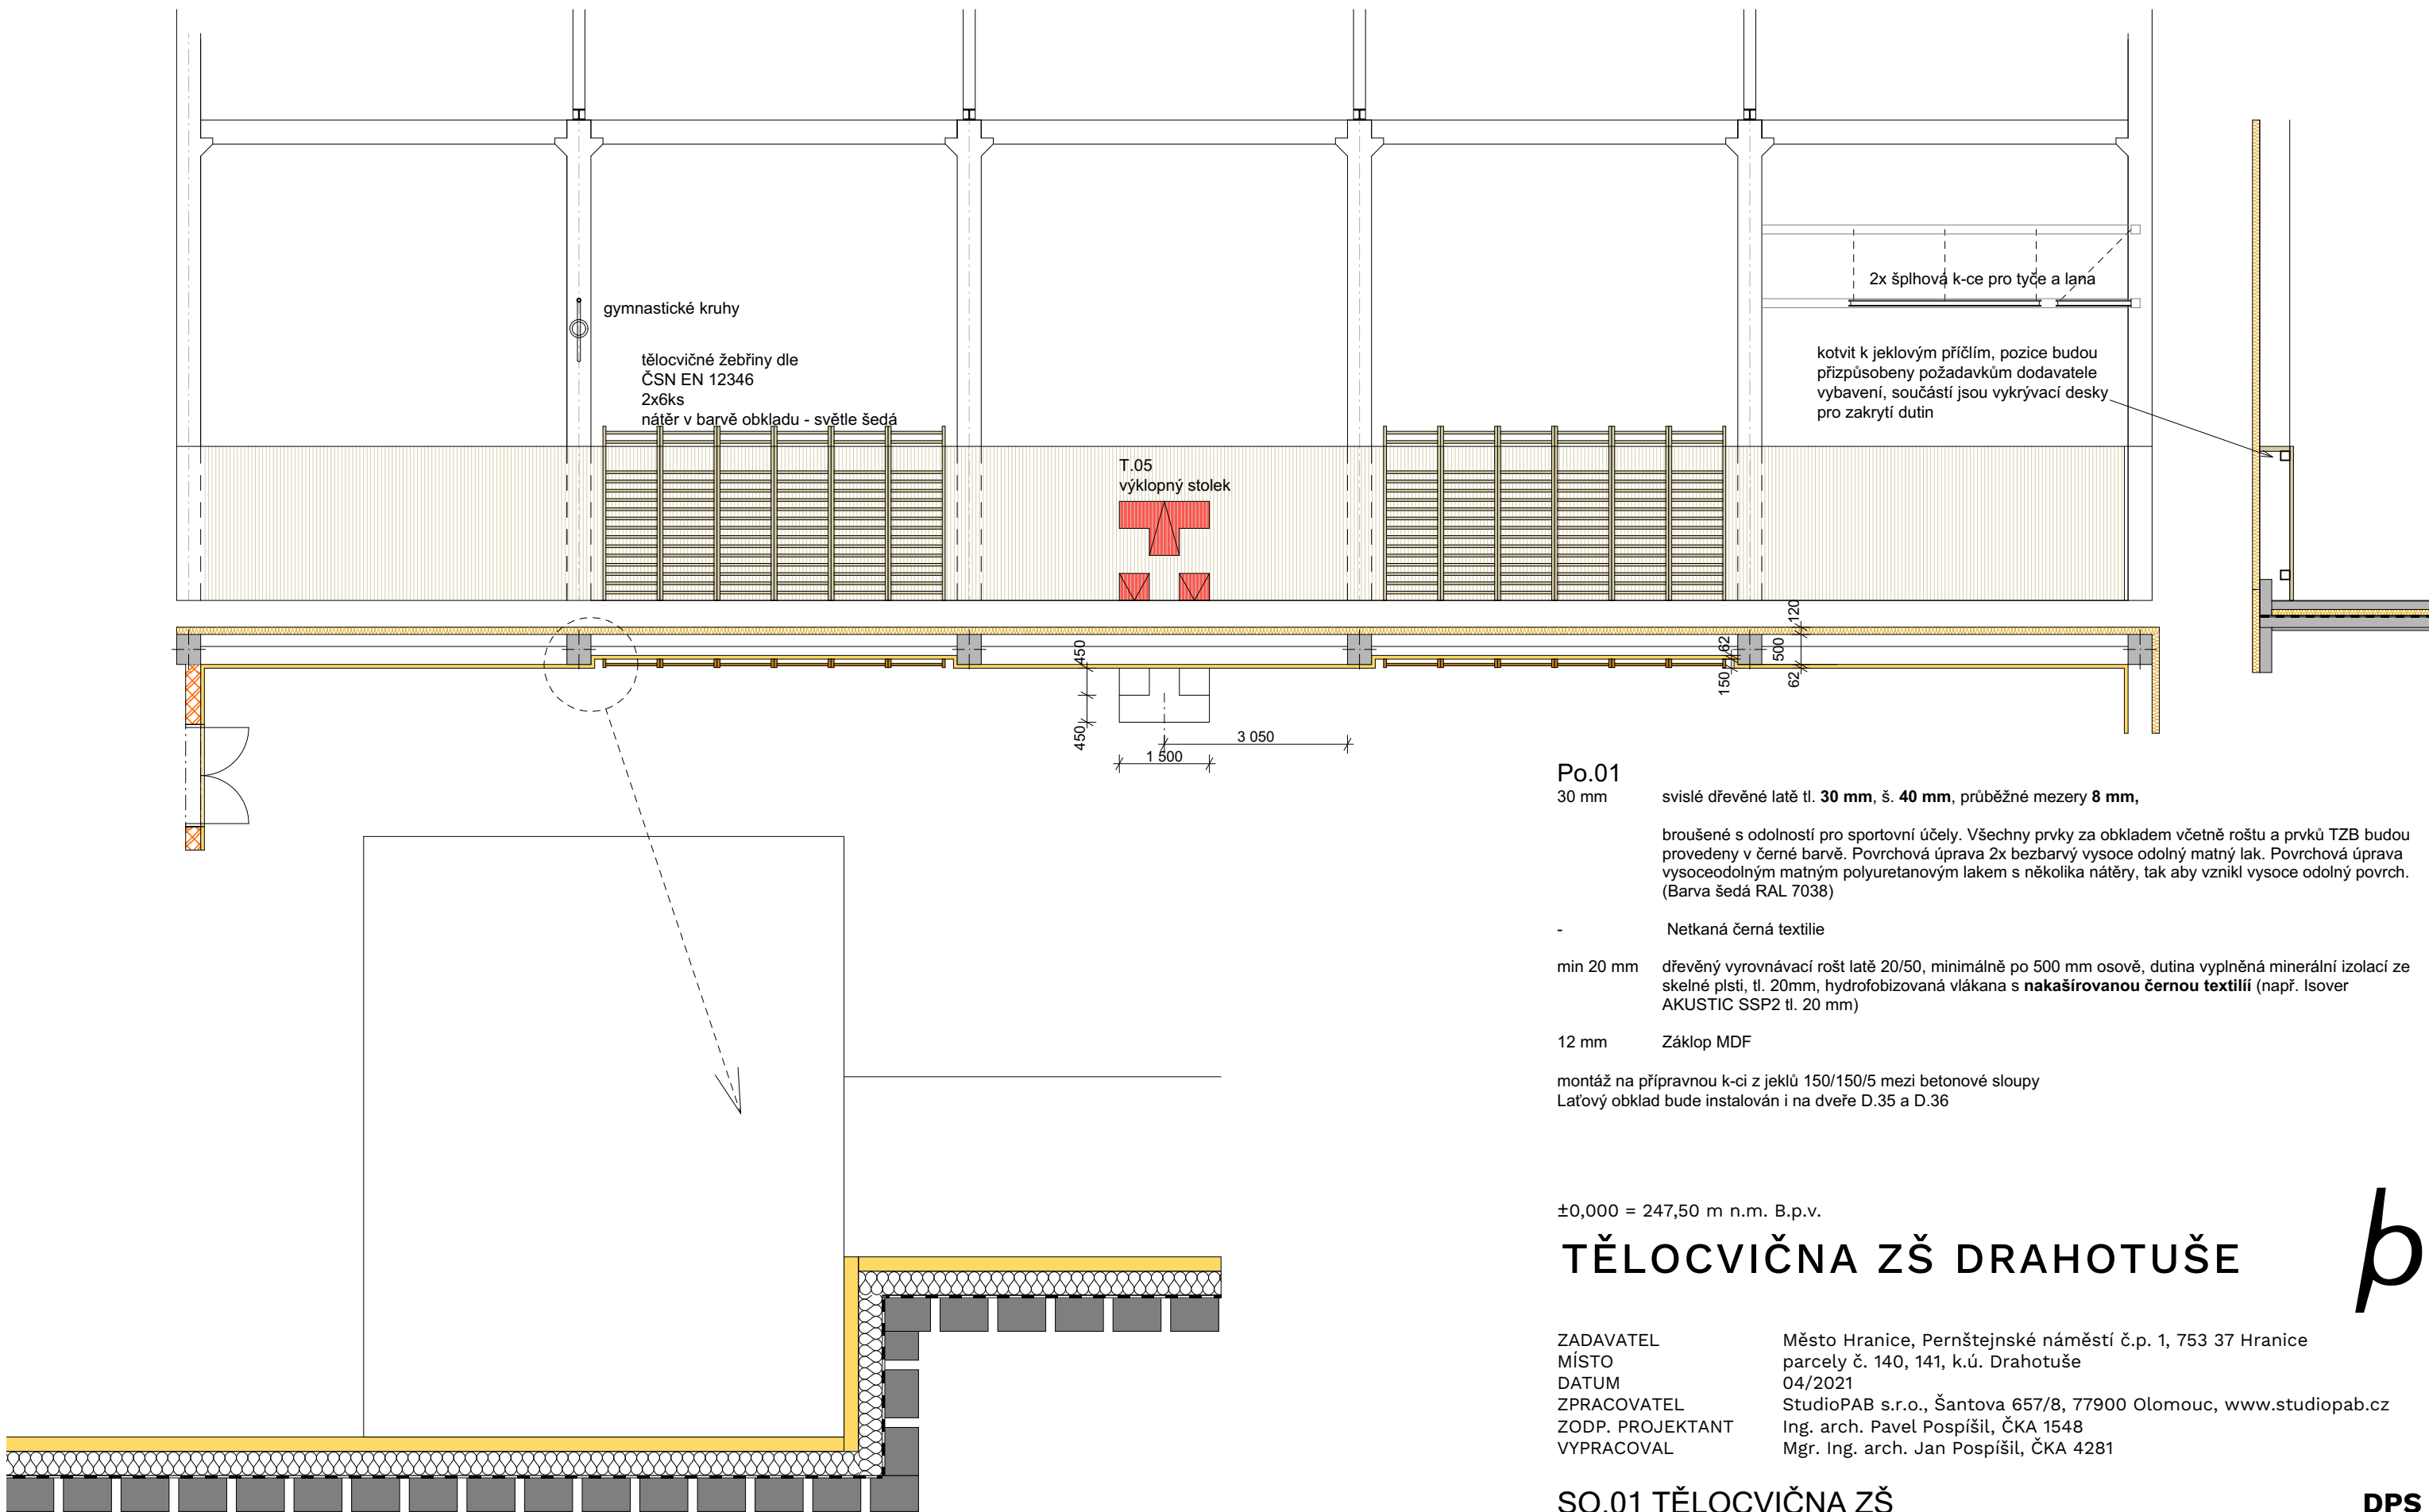 gymnastické kruhy
tělocvičné žebřiny dle
ČSN EN 12346
2x6ks
nátěr v barvě obkladu - světle šedá
T.05
výklopný stolek
2x šplhová k-ce pro tyče a lana
kotvit k jeklovým příčlím, pozice budou
přizpůsobeny požadavkům dodavatele
vybavení, součástí jsou vykrývací desky
pro zakrytí dutin
450
450
1 500
3 050
150
62
120
500
62
Po.01
30 mm svislé dřevěné latě tl. 30 mm, š. 40 mm, průběžné mezery 8 mm,
broušené s odolností pro sportovní účely. Všechny prvky za obkladem včetně roštu a prvků TZB budou
provedeny v černé barvě. Povrchová úprava 2x bezbarvý vysoce odolný matný lak. Povrchová úprava
vysoceodolným matným polyuretanovým lakem s několika nátěry, tak aby vznikl vysoce odolný povrch.
(Barva šedá RAL 7038)
- Netkaná černá textilie
min 20 mm dřevěný vyrovnávací rošt latě 20/50, minimálně po 500 mm osově, dutina vyplněná minerální izolací ze
skelné plsti, tl. 20mm, hydrofobizovaná vlákana s nakašírovanou černou textilíi (např. Isover
AKUSTIC SSP2 tl. 20 mm)
12 mm Záklop MDF
montáž na přípravnou k-ci z jeklů 150/150/5 mezi betonové sloupy
Laťový obklad bude instalován i na dveře D.35 a D.36
±0,000 = 247,50 m n.m. B.p.v.
TĚLOCVIČNA ZŠ DRAHOTUŠE
ZADAVATEL Město Hranice, Pernštejnské náměstí č.p. 1, 753 37 Hranice
MÍSTO parcely č. 140, 141, k.ú. Drahotuše
DATUM 04/2021
ZPRACOVATEL StudioPAB s.r.o., Šantova 657/8, 77900 Olomouc, www.studiopab.cz
ZODP. PROJEKTANT Ing. arch. Pavel Pospíšil, ČKA 1548
VYPRACOVAL Mgr. Ing. arch. Jan Pospíšil, ČKA 4281
SO.01 TĚLOCVIČNA ZŠ DPS